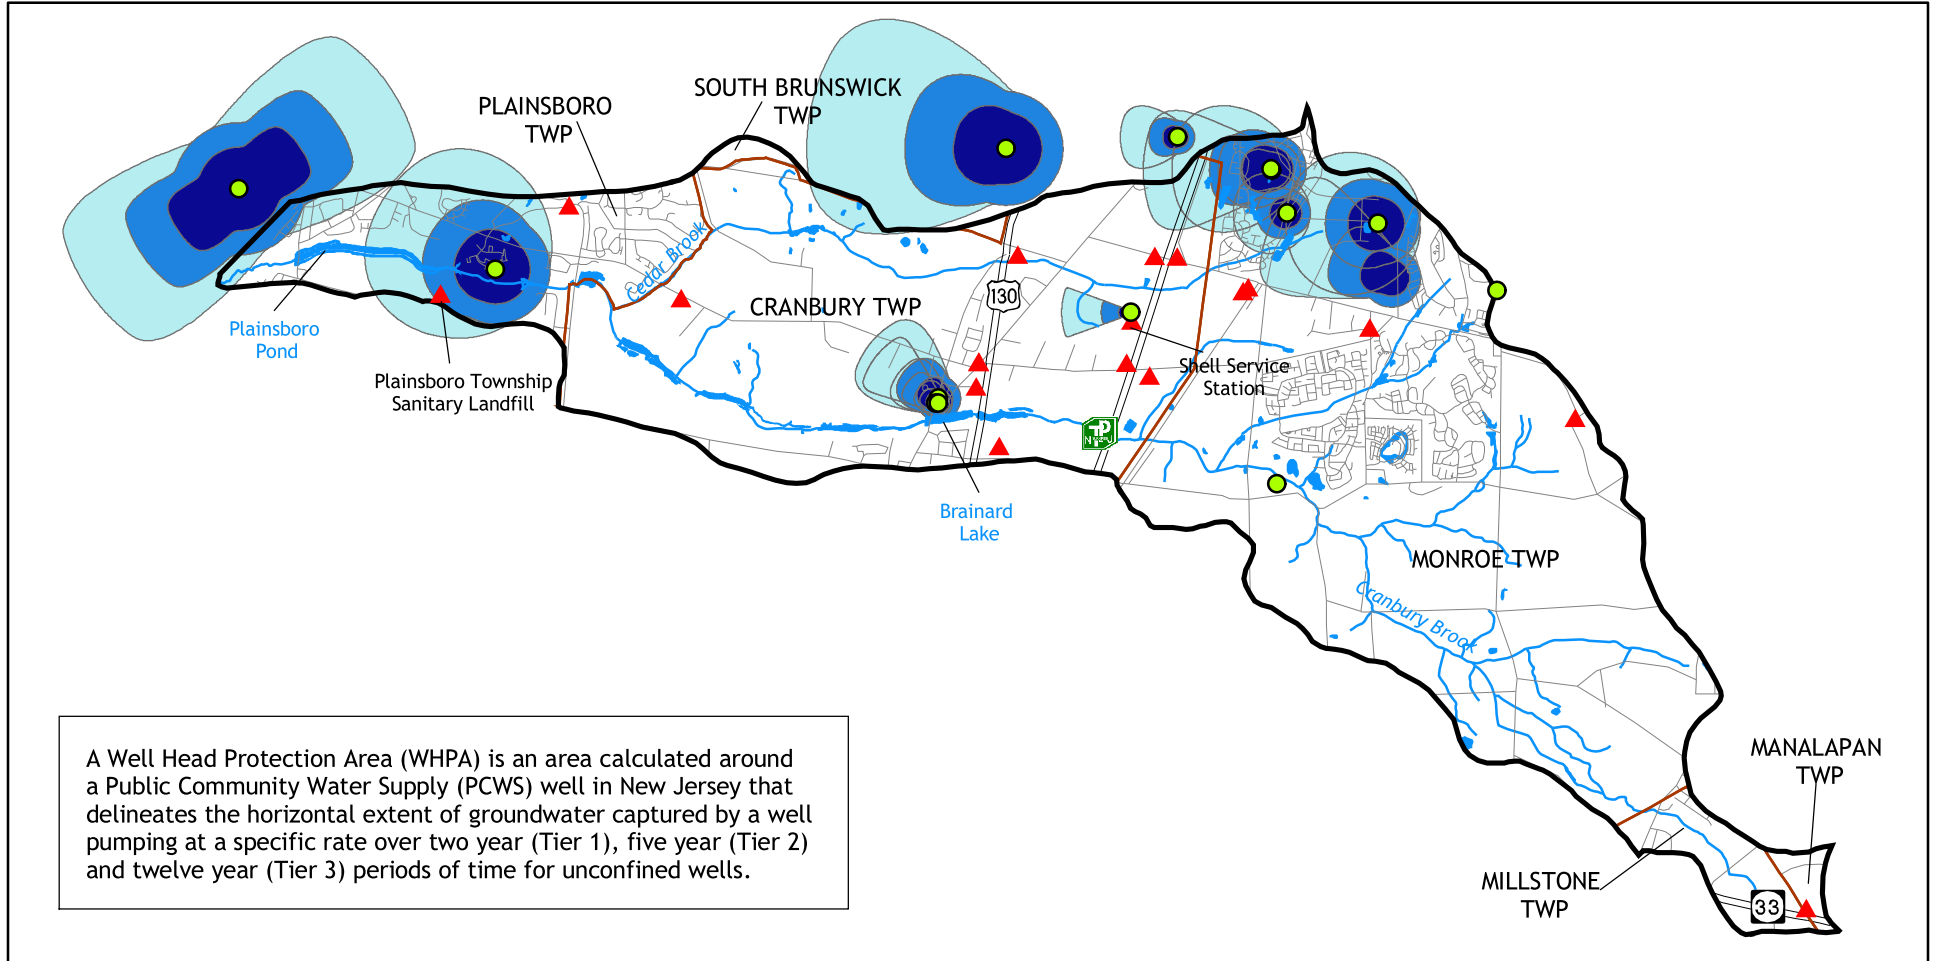 SOUTH BRUNSWICK
TWP
PLAINSBORO
TWP
Cedar Brook
130
CRANBURY TWP
Plainsboro
Pond
Shell Service
Station
Plainsboro Township
Sanitary Landfill
TP
Brainard
Lake
MONROE TWP
Cranbury Brook
A Well Head Protection Area (WHPA) is an area calculated around
a Public Community Water Supply (PCWS) well in New Jersey that
delineates the horizontal extent of groundwater captured by a well
pumping at a specific rate over two year (Tier 1), five year (Tier 2)
and twelve year (Tier 3) periods of time for unconfined wells.
MANALAPAN
TWP
MILLSTONE
TWP
33